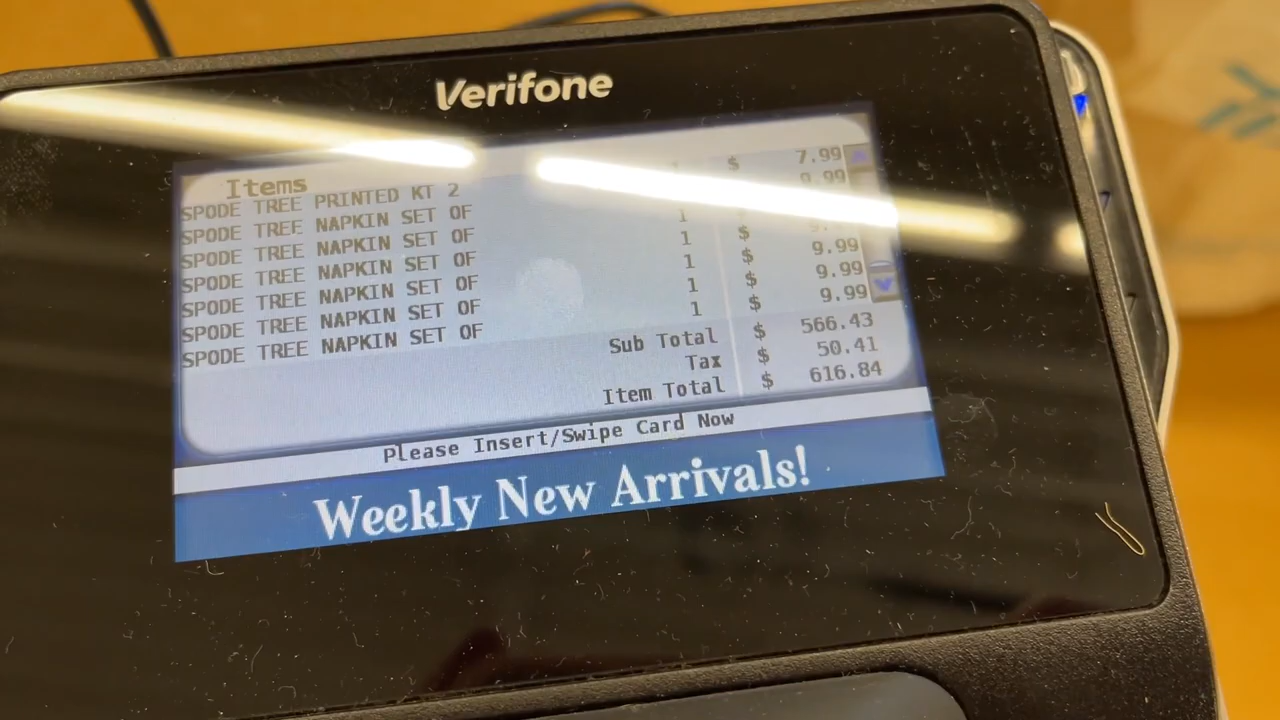 Verifone
Items
SPODE TREE PRINTED KT 2 1 $ 7.99
SPODE TREE NAPKIN SET OF 9.99
SPODE TREE NAPKIN SET OF 1 $
SPODE TREE NAPKIN SET OF 1 $ 9.99
SPODE TREE NAPKIN SET OF 1 $ 9.99
SPODE TREE NAPKIN SET OF 1 $ 9.99
SPODE TREE NAPKIN SET OF 1
Sub Total $ 566.43
Tax $ 50.41
Item Total $ 616.84
Please Insert/Swipe Card Now
Weekly New Arrivals!